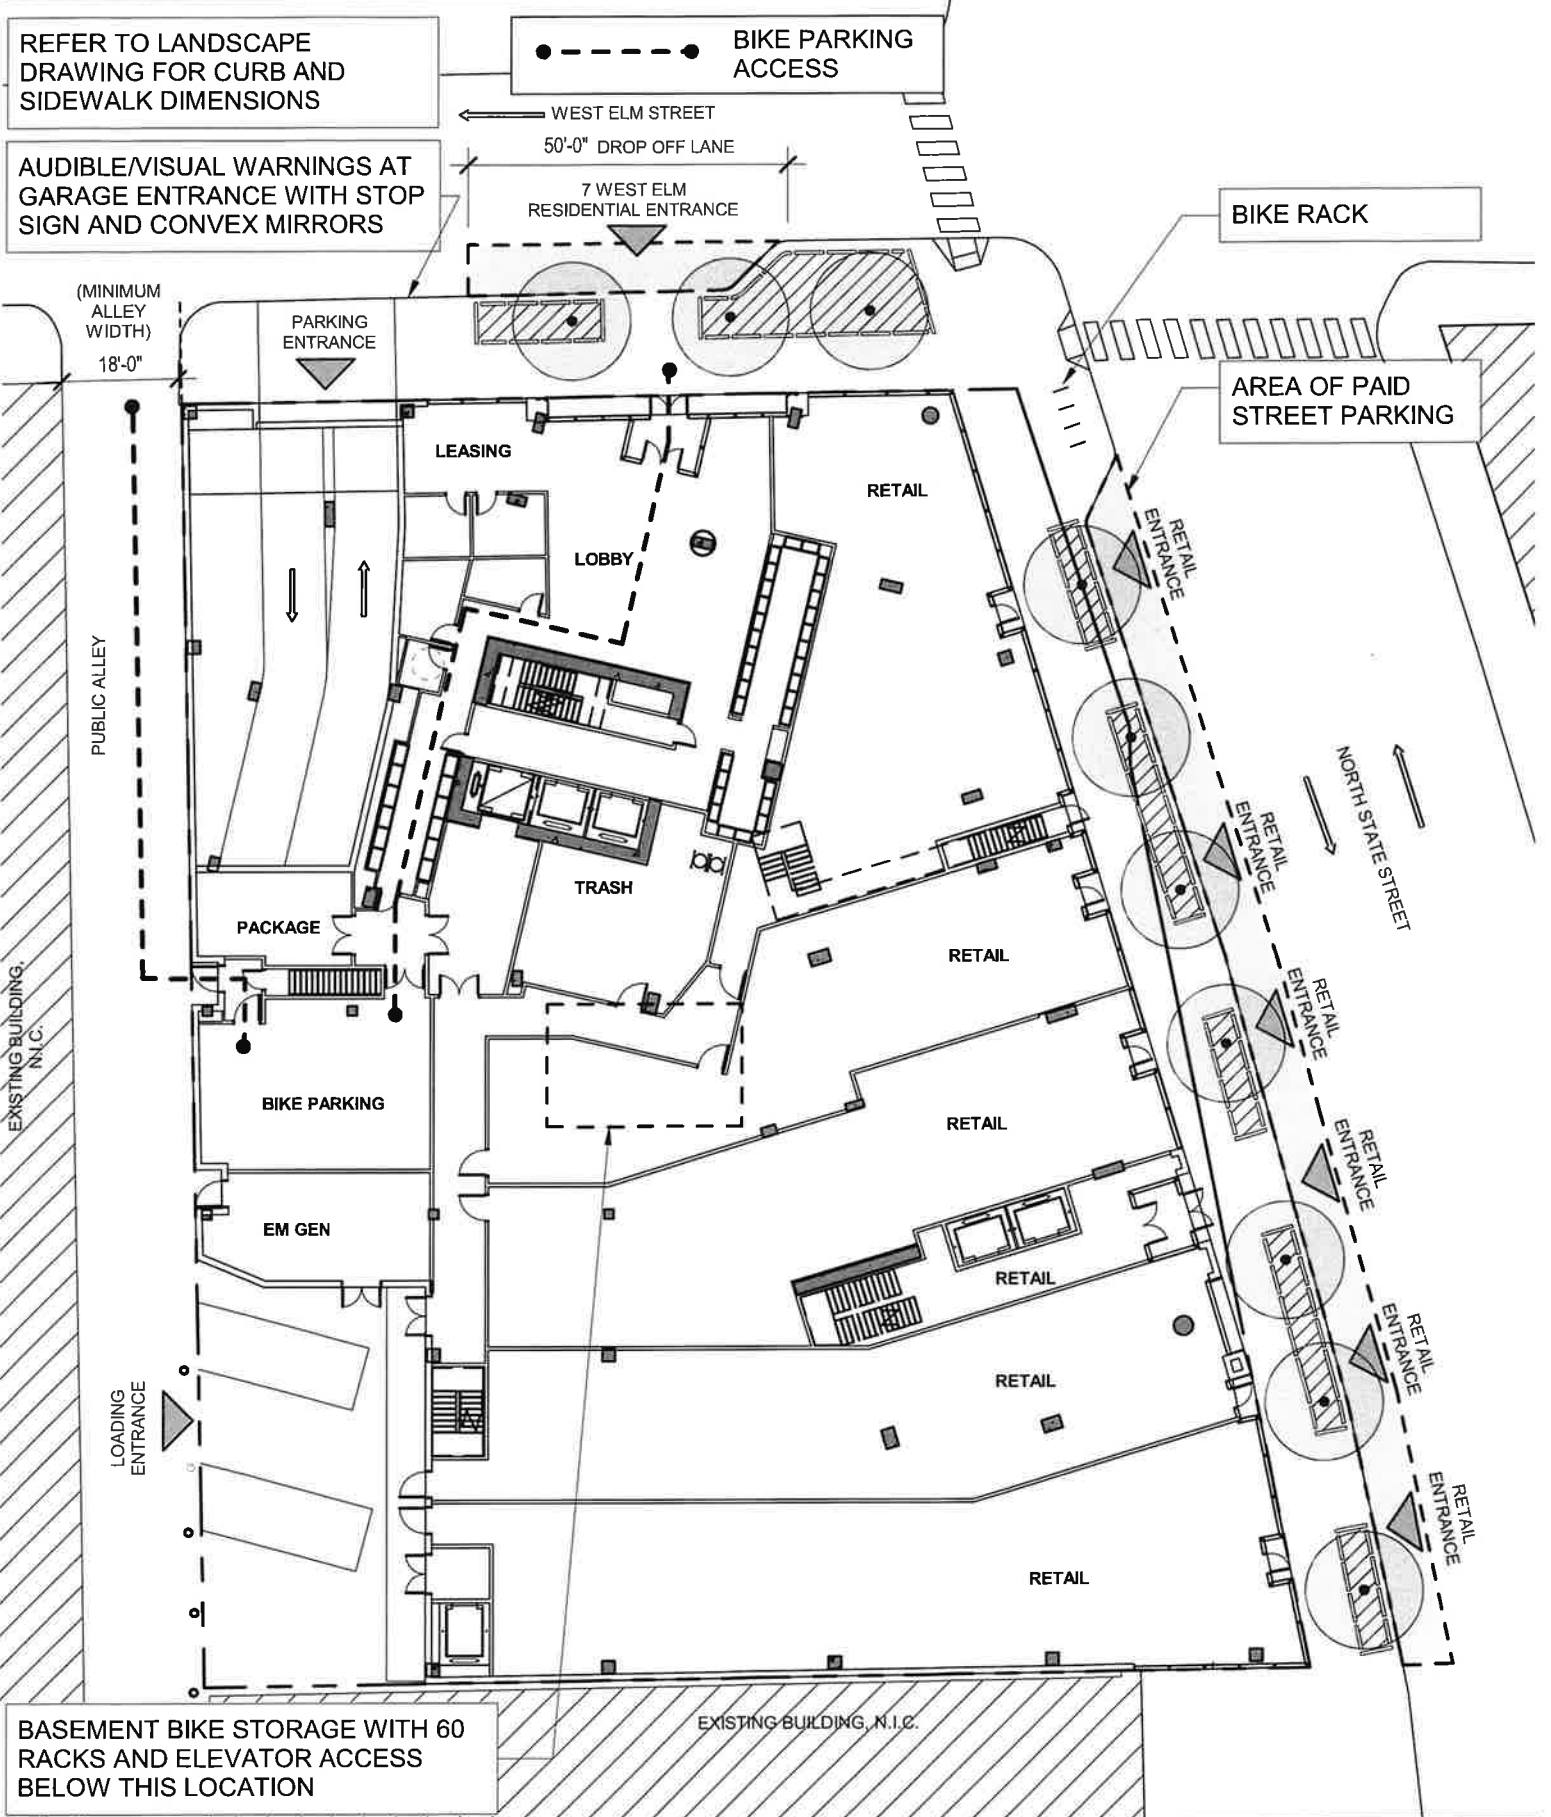 REFER TO LANDSCAPE
DRAWING FOR CURB AND
SIDEWALK DIMENSIONS
BIKE PARKING
ACCESS
WEST ELM STREET
50'-0" DROP OFF LANE
AUDIBLE/VISUAL WARNINGS AT
GARAGE ENTRANCE WITH STOP
SIGN AND CONVEX MIRRORS
7 WEST ELM
RESIDENTIAL ENTRANCE
BIKE RACK
(MINIMUM
ALLEY
WIDTH)
18'-0"
PARKING
ENTRANCE
AREA OF PAID
STREET PARKING
LEASING
RETAIL
LOBBY
RETAIL
ENTRANCE
PUBLIC ALLEY
NORTH STATE STREET
RETAIL
ENTRANCE
TRASH
PACKAGE
RETAIL
RETAIL
ENTRANCE
EXISTING BUILDING,
N.I.C.
BIKE PARKING
RETAIL
RETAIL
ENTRANCE
EM GEN
RETAIL
RETAIL
ENTRANCE
RETAIL
LOADING
ENTRANCE
RETAIL
ENTRANCE
RETAIL
EXISTING BUILDING, N.I.C.
BASEMENT BIKE STORAGE WITH 60
RACKS AND ELEVATOR ACCESS
BELOW THIS LOCATION